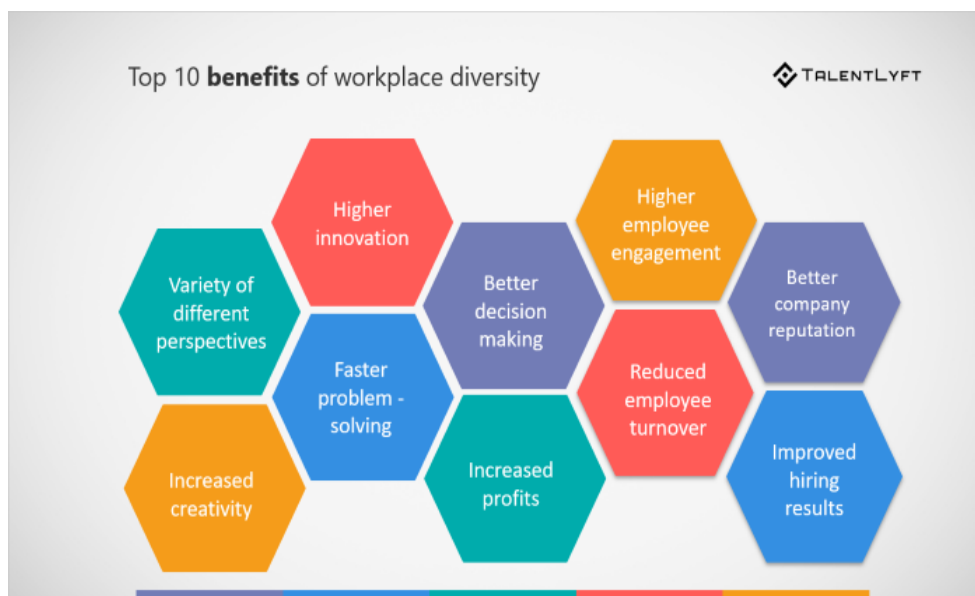 Top 10 benefits of workplace diversity
TALENTLYFT
Variety of
different
perspectives
Increased
creativity
Higher
innovation
Faster
problem -
solving
Better
decision
making
Increased
profits
Higher
employee
engagement
Reduced
employee
turnover
Better
company
reputation
Improved
hiring
results